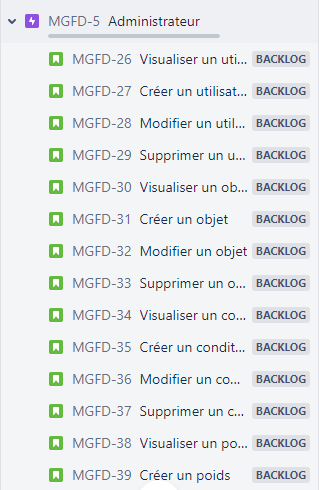 MGFD-5 Administrateur
MGFD-26 Visualiser un uti... BACKLOG
MGFD-27 Créer un utilisat... BACKLOG
MGFD-28 Modifier un util... BACKLOG
MGFD-29 Supprimer un u... BACKLOG
MGFD-30 Visualiser un ob... BACKLOG
MGFD-31 Créer un objet BACKLOG
MGFD-32 Modifier un objet BACKLOG
MGFD-33 Supprimer un o... BACKLOG
MGFD-34 Visualiser un co... BACKLOG
MGFD-35 Créer un condit... BACKLOG
MGFD-36 Modifier un co... BACKLOG
MGFD-37 Supprimer un c... BACKLOG
MGFD-38 Visualiser un po... BACKLOG
MGFD-39 Créer un poids BACKLOG